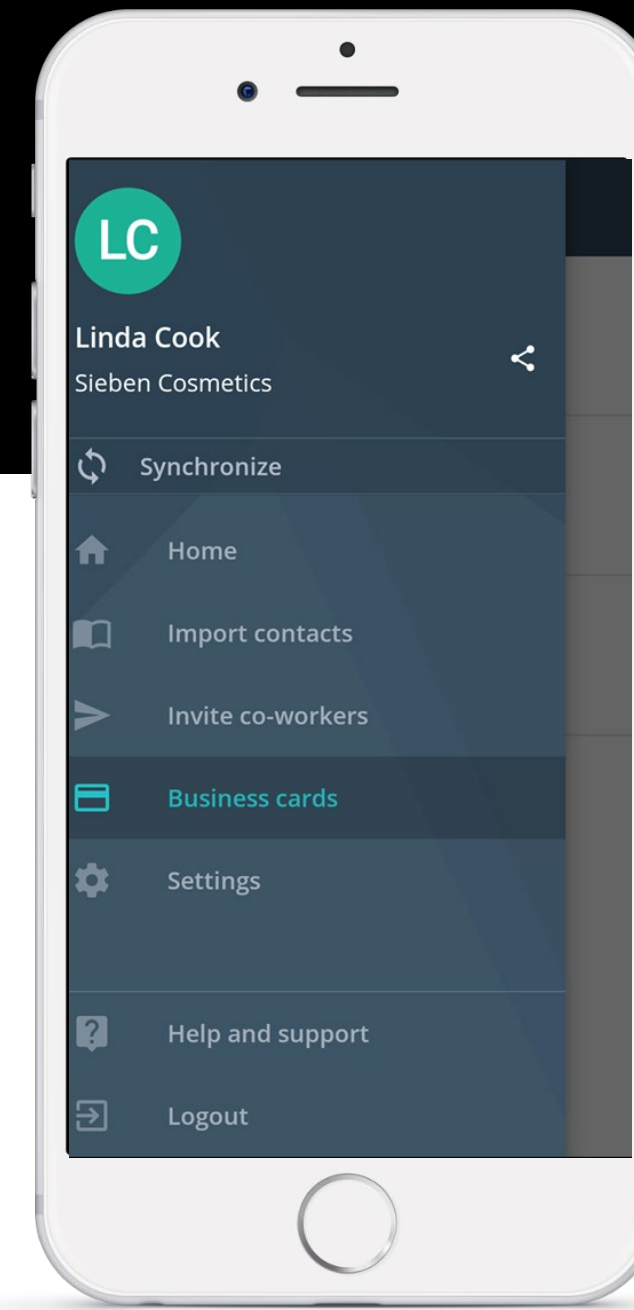 LC
Linda Cook
Sieben Cosmetics
Synchronize
Home
Import contacts
Invite co-workers
Business cards
Settings
Help and support
Logout